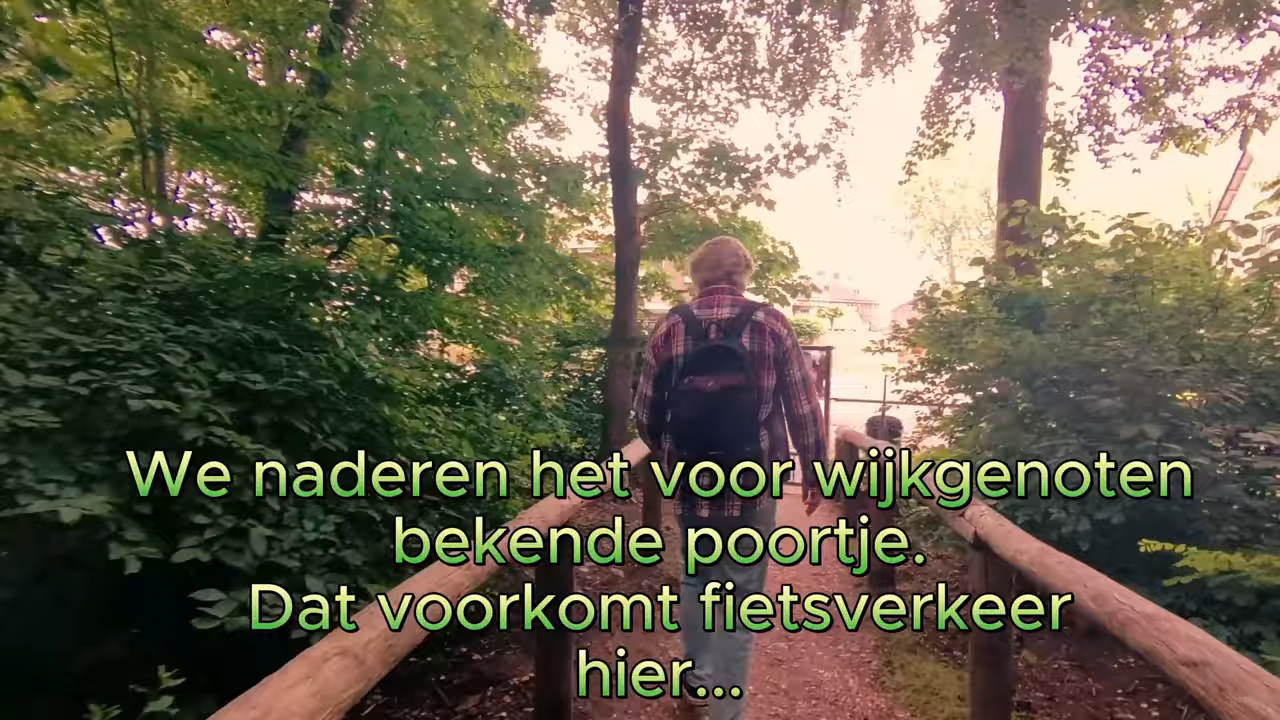 We naderen het voor wijkgenoten
bekende poortje.
Dat voorkomt fietsverkeer
hier...